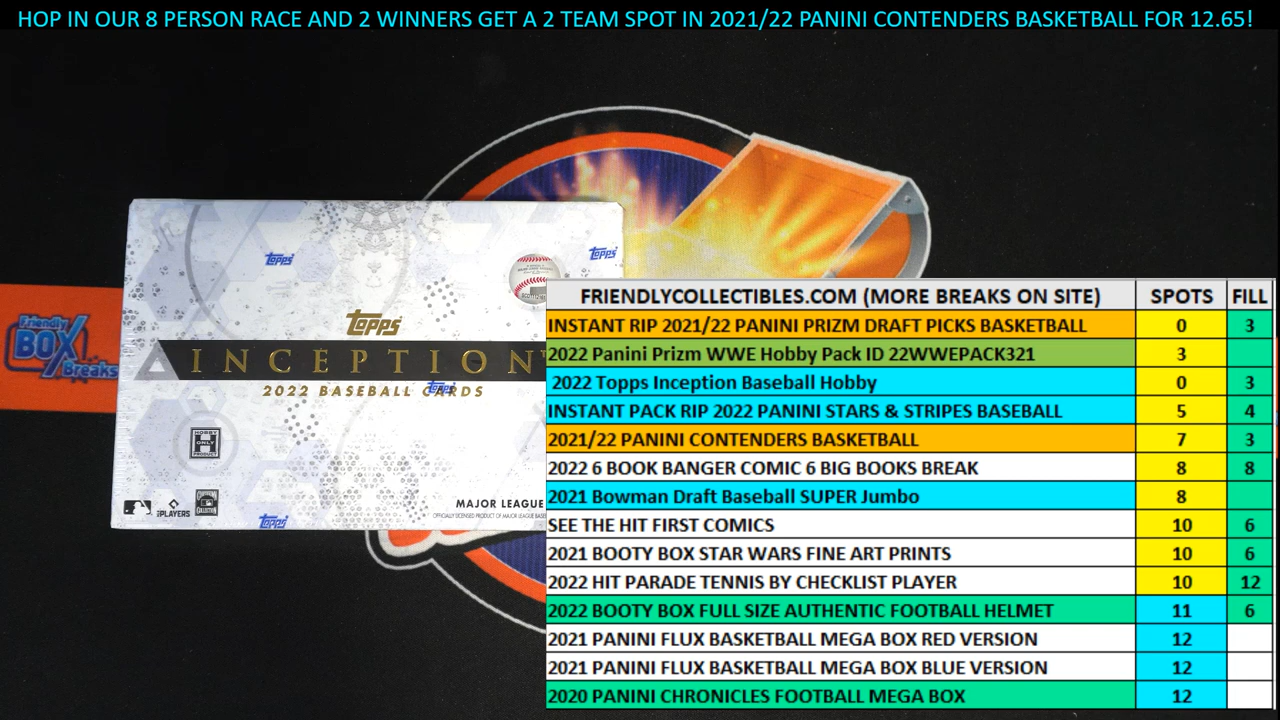 HOP IN OUR 8 PERSON RACE AND 2 WINNERS GET A 2 TEAM SPOT IN 2021/22 PANINI CONTENDERS BASKETBALL FOR 12.65!
topps topps
topps
INCEPTION
2022 BASEBALL CARDS
topps
HOBBY
H
ONLY
PRODUCT
PLAYERS
MAJOR LEAGUE
topps
Friendly
BOX
Breaks
FRIENDLYCOLLECTIBLES.COM (MORE BREAKS ON SITE) SPOTS FILL
INSTANT RIP 2021/22 PANINI PRIZM DRAFT PICKS BASKETBALL 0 3
2022 Panini Prizm WWE Hobby Pack ID 22WWEPACK321 3
2022 Topps Inception Baseball Hobby 0 3
INSTANT PACK RIP 2022 PANINI STARS & STRIPES BASEBALL 5 4
2021/22 PANINI CONTENDERS BASKETBALL 7 3
2022 6 BOOK BANGER COMIC 6 BIG BOOKS BREAK 8 8
2021 Bowman Draft Baseball SUPER Jumbo 8
SEE THE HIT FIRST COMICS 10 6
2021 BOOTY BOX STAR WARS FINE ART PRINTS 10 6
2022 HIT PARADE TENNIS BY CHECKLIST PLAYER 10 12
2022 BOOTY BOX FULL SIZE AUTHENTIC FOOTBALL HELMET 11 6
2021 PANINI FLUX BASKETBALL MEGA BOX RED VERSION 12
2021 PANINI FLUX BASKETBALL MEGA BOX BLUE VERSION 12
2020 PANINI CHRONICLES FOOTBALL MEGA BOX 12